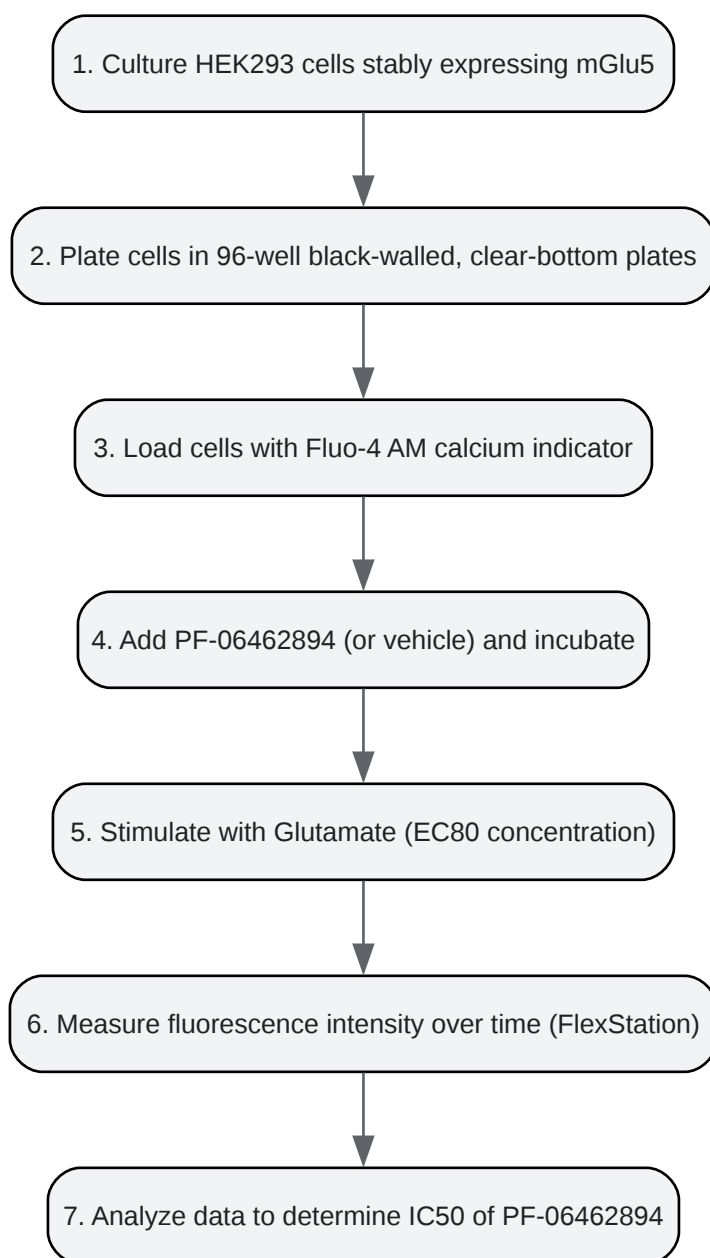 1. Culture HEK293 cells stably expressing mGlu5
2. Plate cells in 96-well black-walled, clear-bottom plates
3. Load cells with Fluo-4 AM calcium indicator
4. Add PF-06462894 (or vehicle) and incubate
5. Stimulate with Glutamate (EC80 concentration)
6. Measure fluorescence intensity over time (FlexStation)
7. Analyze data to determine IC50 of PF-06462894